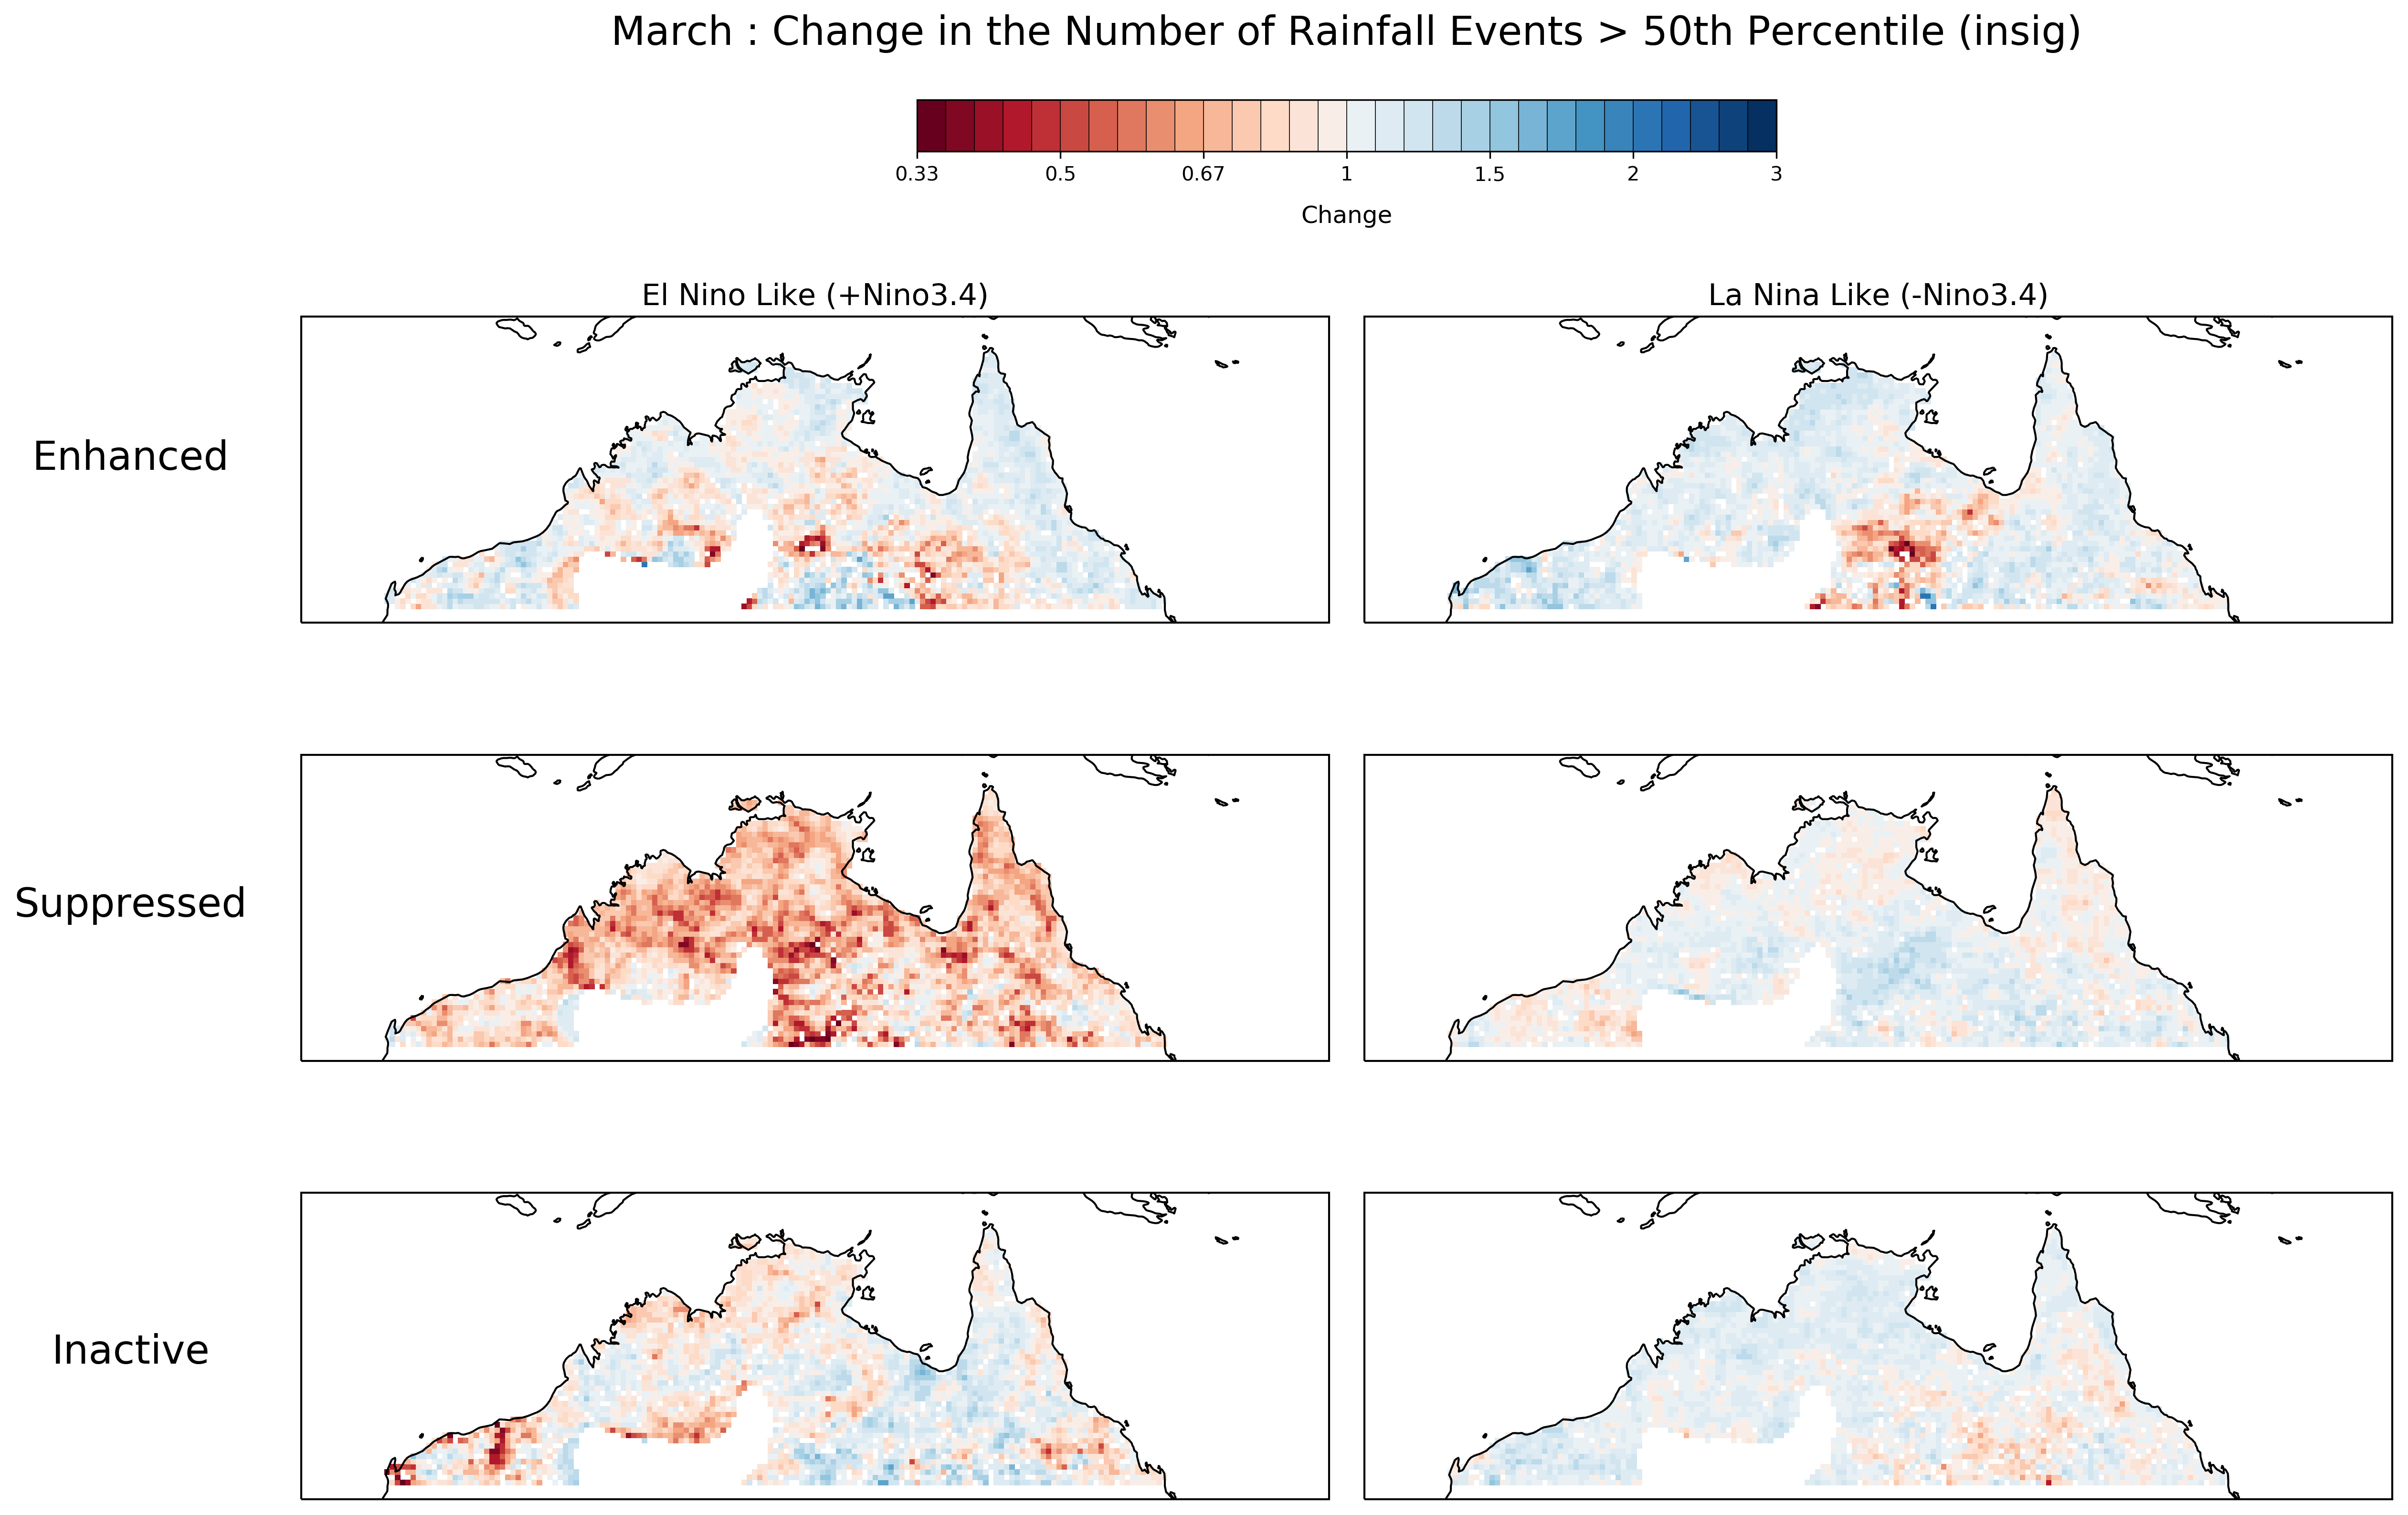 March : Change in the Number of Rainfall Events > 50th Percentile (insig)
0.33 0.5 0.67 1 1.5 2 3
Change
El Nino Like (+Nino3.4) La Nina Like (-Nino3.4)
Enhanced
Suppressed
Inactive